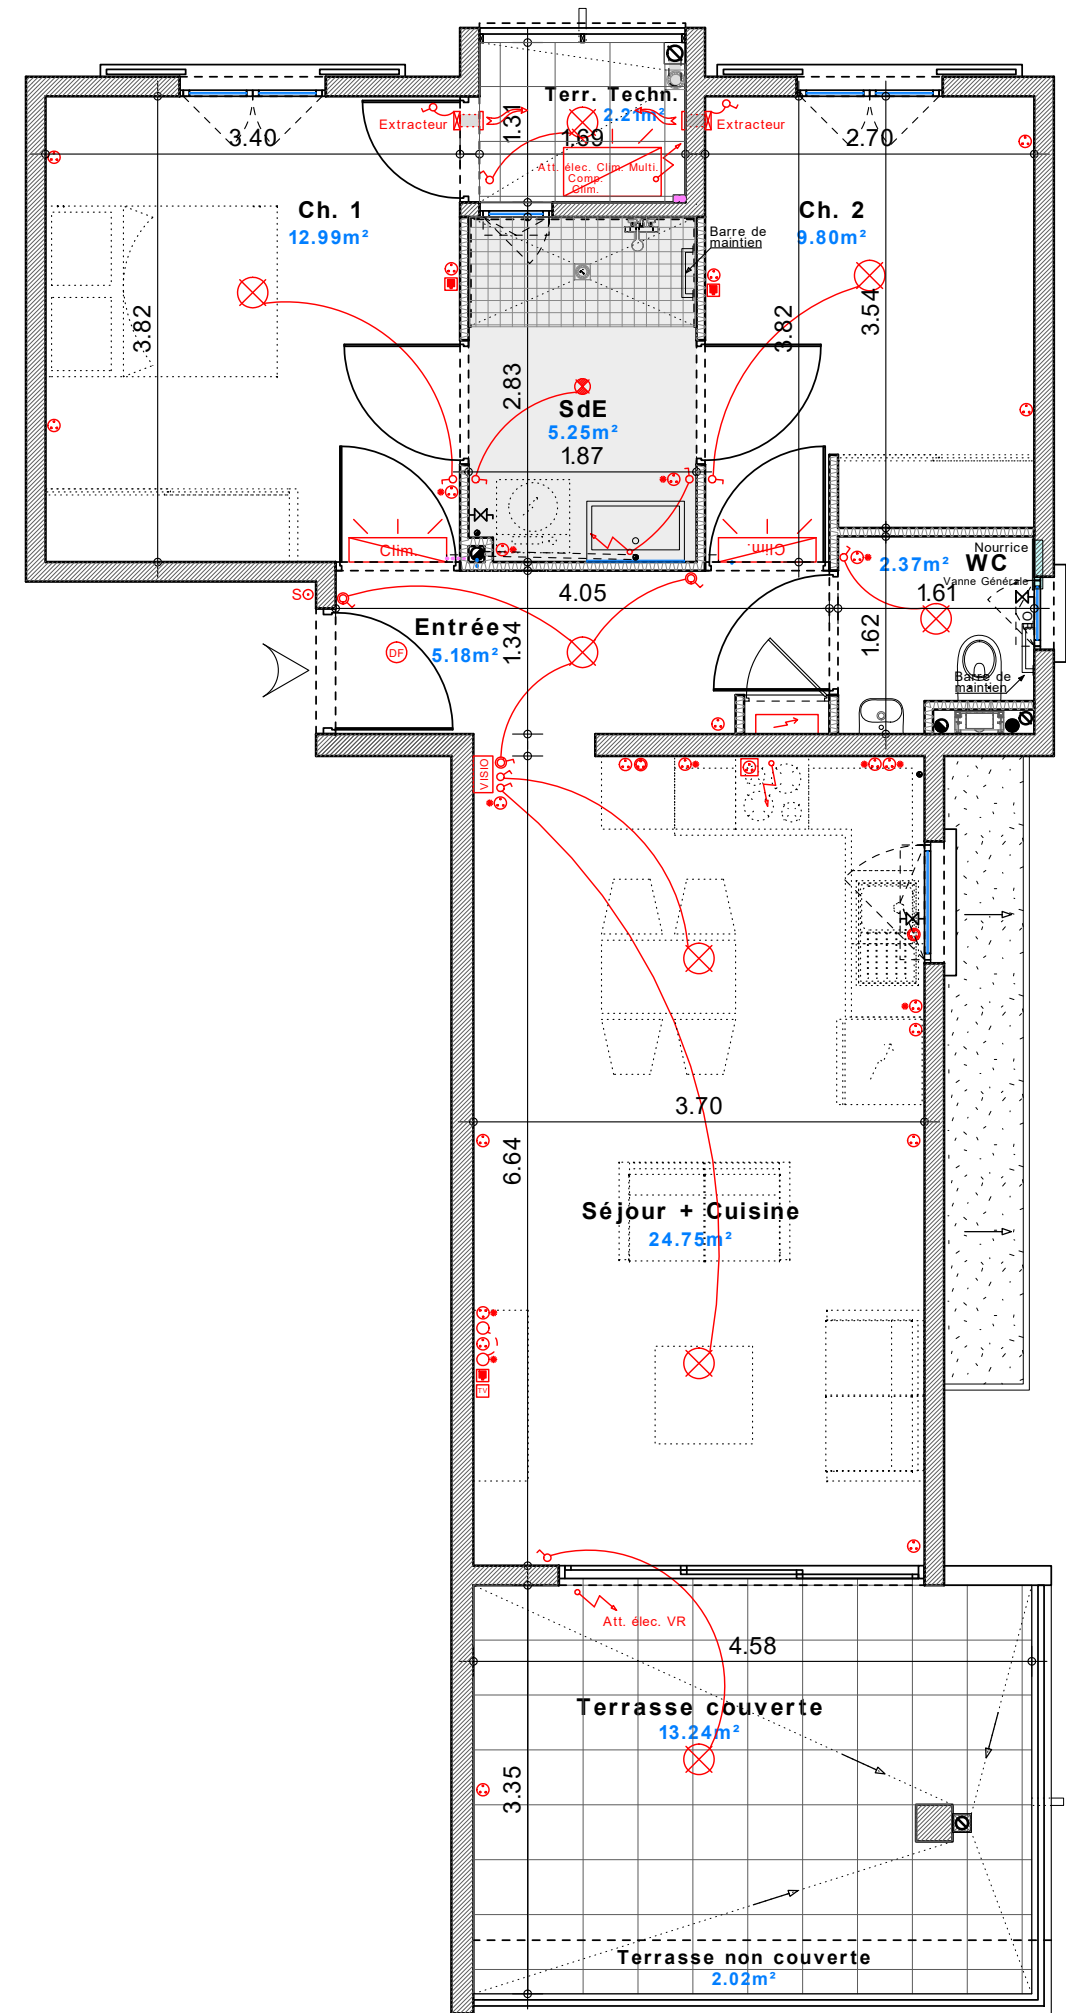 Terr. Techn.
2.21m²
1.31
1.69
Extracteur
Extracteur
Att. élec. Clim. Multi.
Comp.
Clim.
3.40
2.70
Ch. 1
12.99m²
Ch. 2
9.80m²
Barre de
maintien
3.82
3.82
3.54
2.83
SdE
5.25m²
1.87
Clim.
Clim.
Nourrice
WC
2.37m²
Vanne Générale
1.61
1.62
Barre de
maintien
4.05
Entrée
5.18m²
1.34
S
DF
VISIO
3.70
6.64
Séjour + Cuisine
24.75m²
TV
Att. élec. VR
4.58
Terrasse couverte
13.24m²
3.35
Terrasse non couverte
2.02m²